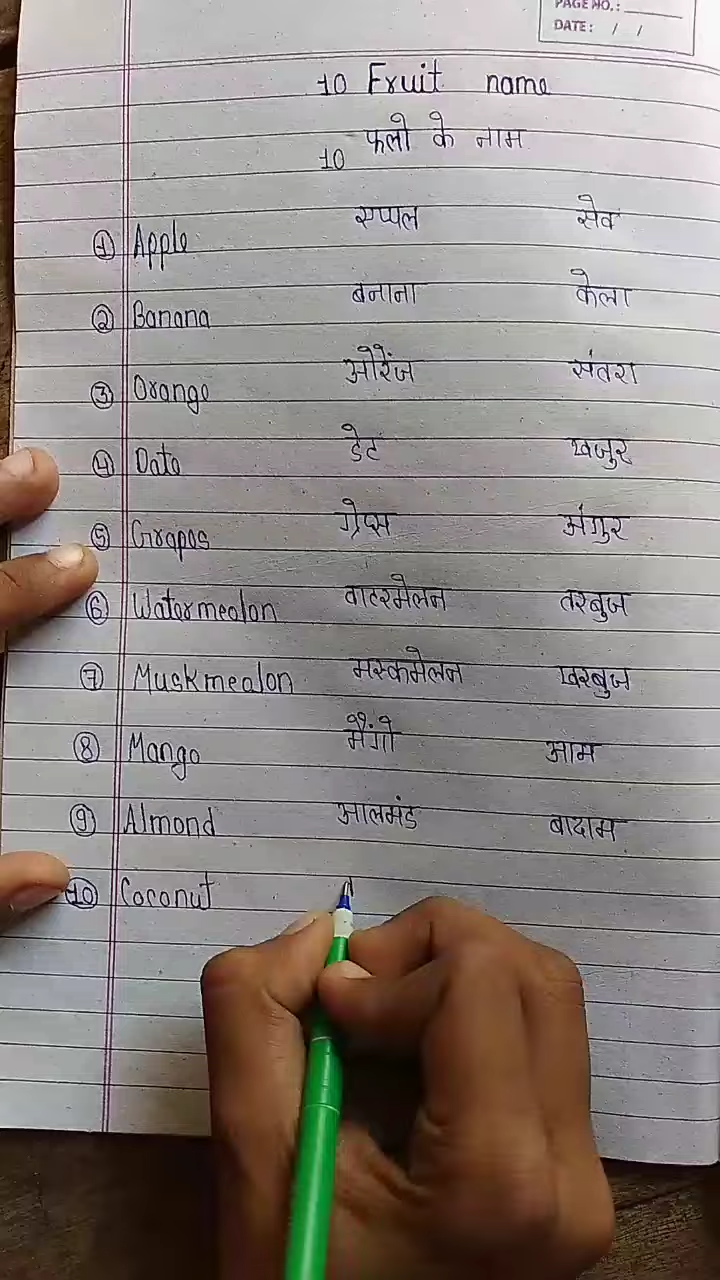 PAGE NO.:
DATE: / /
10 Fruit name
10 फलो के नाम
① Apple एप्पल सेव
② Banana बनाना केला
③ Orange ओरेंज संतरा
④ Date डेट खजुर
⑤ Grapes ग्रेप्स अंगुर
⑥ Watermealon वाटरमेलन तरबुज
⑦ Muskmealon मस्कमेलन खरबुज
⑧ Mango मैंगो आम
⑨ Almond आलमंड बादाम
⑩ Coconut